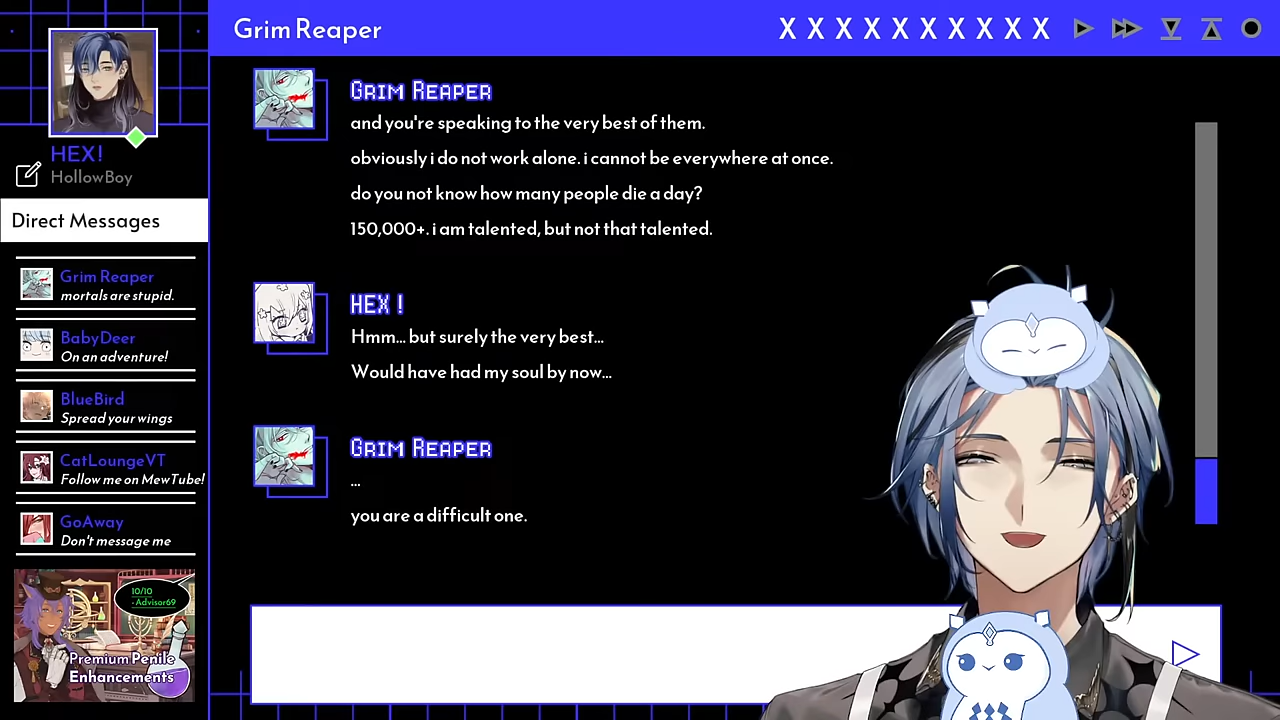 Grim Reaper
X X X X X X X X X X
HEX!
HollowBoy
Direct Messages
Grim Reaper
mortals are stupid.
BabyDeer
On an adventure!
BlueBird
Spread your wings
CatLoungeVT
Follow me on MewTube!
GoAway
Don't message me
10/10
-Advisor69
Premium Penile
Enhancements
Grim Reaper
and you're speaking to the very best of them.
obviously i do not work alone. i cannot be everywhere at once.
do you not know how many people die a day?
150,000+. i am talented, but not that talented.
HEX !
Hmm... but surely the very best...
Would have had my soul by now...
Grim Reaper
...
you are a difficult one.